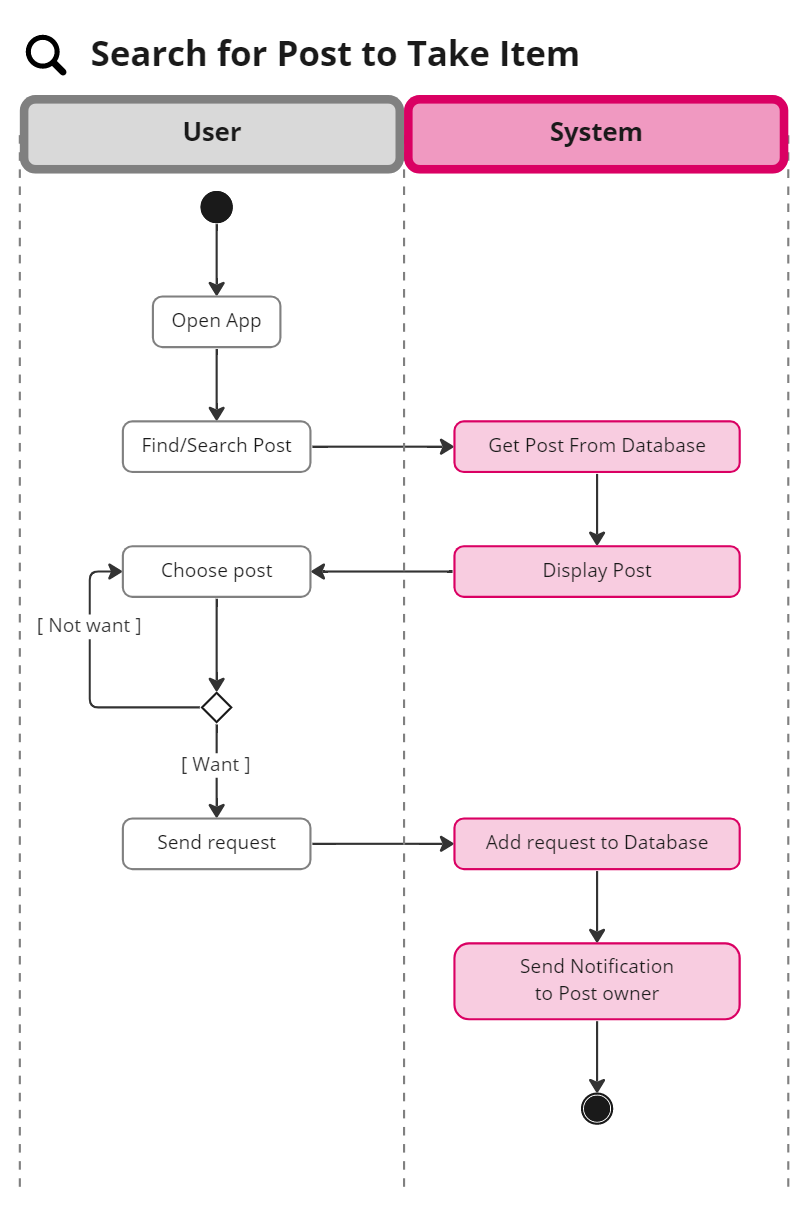 Search for Post to Take Item
User
System
Open App
Find/Search Post
Get Post From Database
Choose post
Display Post
[ Not want ]
[ Want ]
Send request
Add request to Database
Send Notification
to Post owner